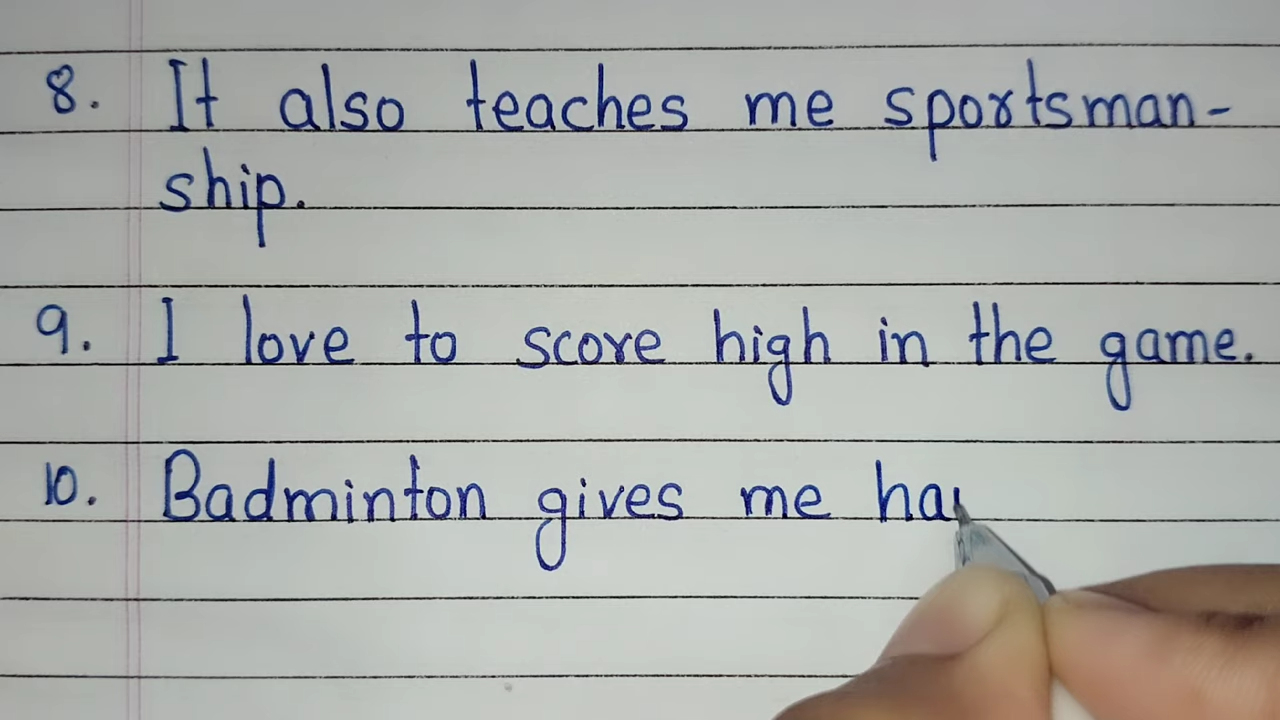 8. It also teaches me sportsman-
ship.
9. I love to score high in the game.
10. Badminton gives me